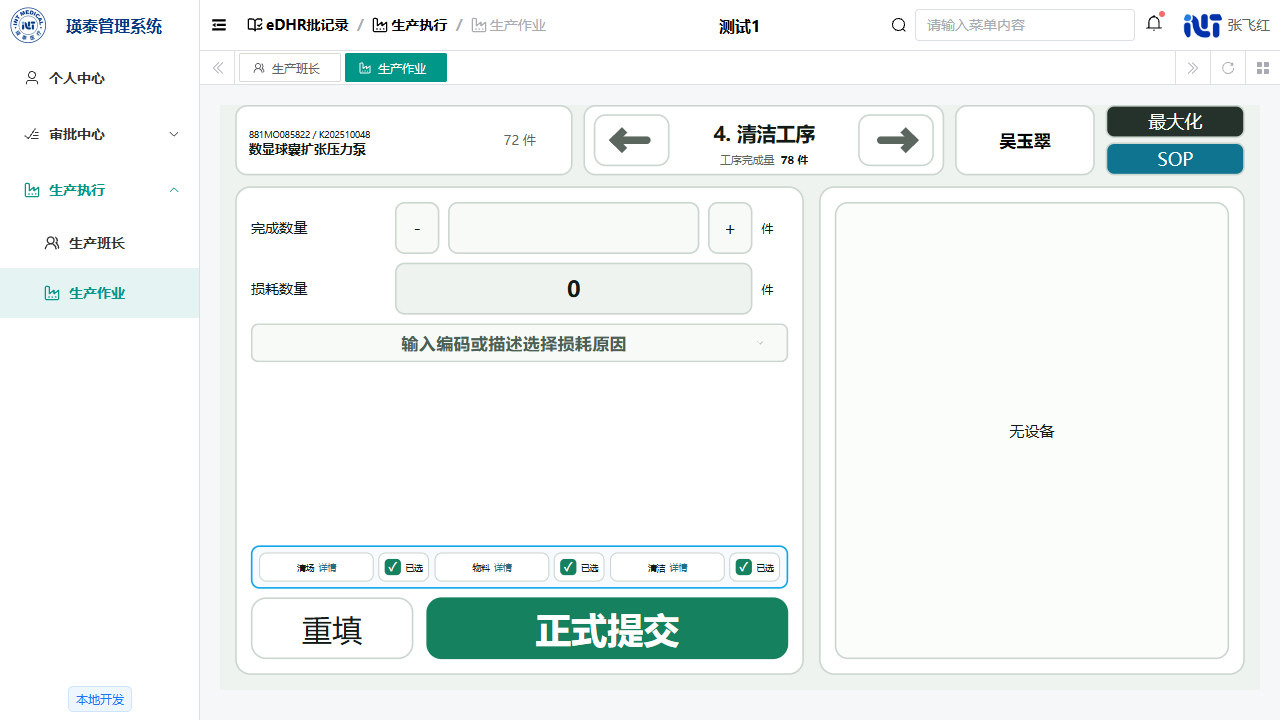 瑛泰管理系统
eDHR批记录 / 生产执行 / 生产作业
测试1
请输入菜单内容
张飞红
个人中心
审批中心
生产执行
生产班长
生产作业
本地开发
生产班长
生产作业
881MO085822 / K202510048
数显球囊扩张压力泵
72 件
4. 清洁工序
工序完成量 78 件
吴玉翠
最大化
SOP
完成数量
-
+
件
损耗数量
0
件
输入编码或描述选择损耗原因
清场 详情
已选
物料 详情
已选
清洁 详情
已选
重填
正式提交
无设备